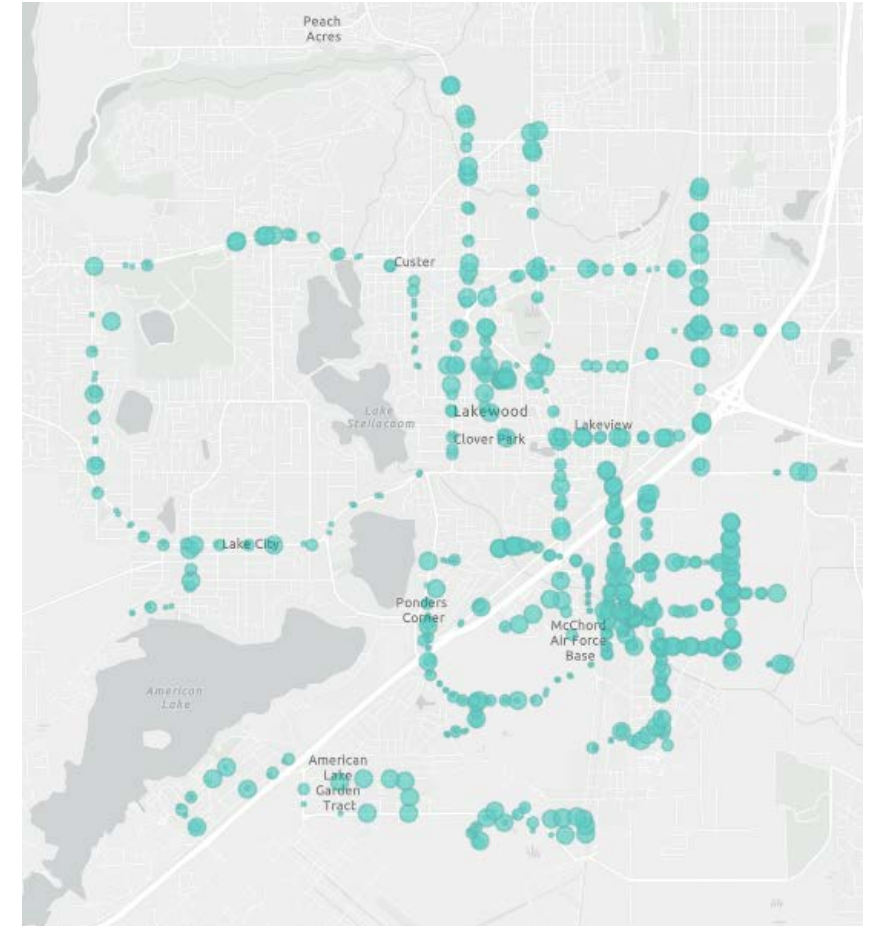 Peach
Acres
Custer
Lake
Steilacoom
Lakewood
Lakeview
Clover Park
Lake City
Ponders
Corner
McChord
Air Force
Base
American
Lake
American
Lake
Garden
Tract